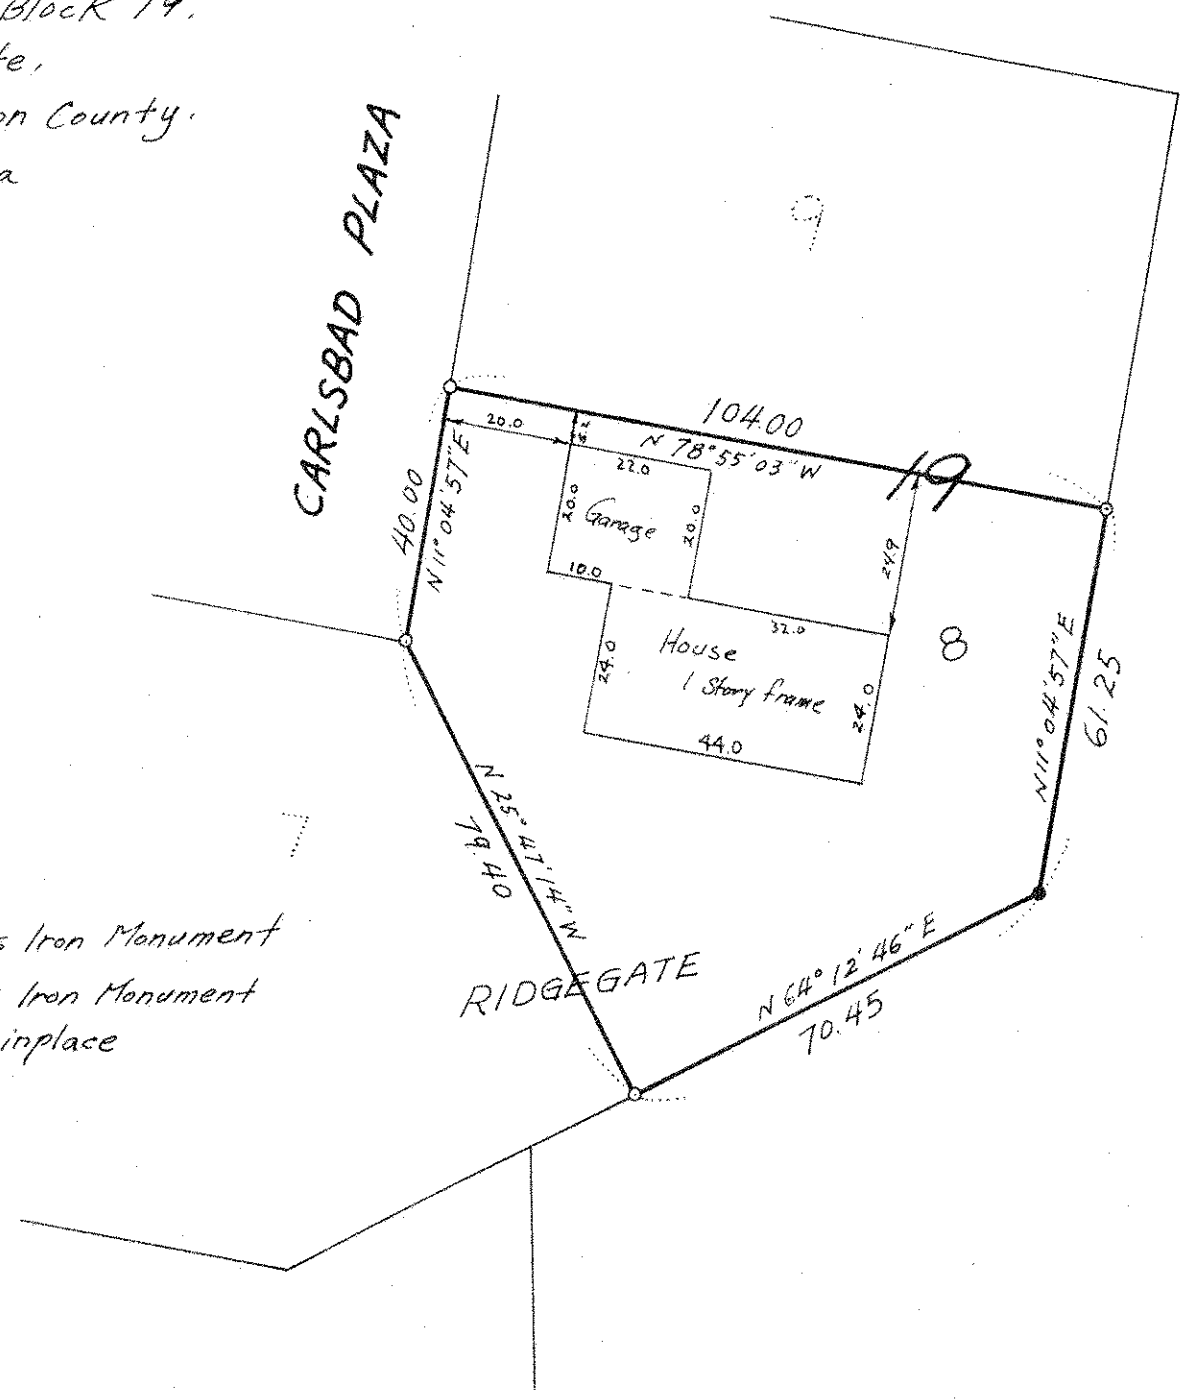 Block 19.
te,
on County.
a
CARLSBAD PLAZA
9
104.00
N 78°55'03"W
19
20.0
22.0
20.0
Garage
20.0
10.0
24.9
32.0
House
1 Story frame
24.0
24.0
44.0
8
40.00
N 11°04'57"E
N 11°04'57"E
61.25
N 25°47'14"W
79.40
7
s Iron Monument
Iron Monument
inplace
RIDGEGATE
N 64°12'46"E
70.45